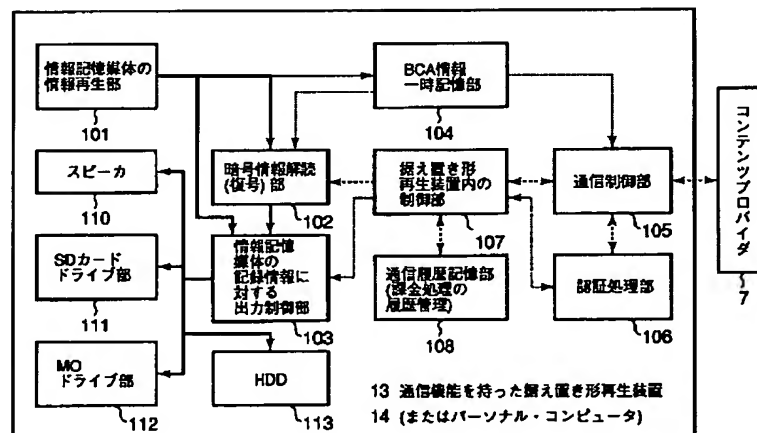 情報記憶媒体の
情報再生部
101
BCA情報
一時記憶部
104
コンテンツプロバイダ
7
スピーカ
110
暗号情報解読
(復号)部
102
据え置き形
再生装置内の
制御部
107
通信制御部
105
SDカード
ドライブ部
111
情報記憶
媒体の
記録情報に
対する
出力制御部
103
通信履歴記憶部
(課金処理の
履歴管理)
108
認証処理部
106
MO
ドライブ部
112
HDD
113
13 通信機能を持った据え置き形再生装置
14 (またはパーソナル・コンピュータ)